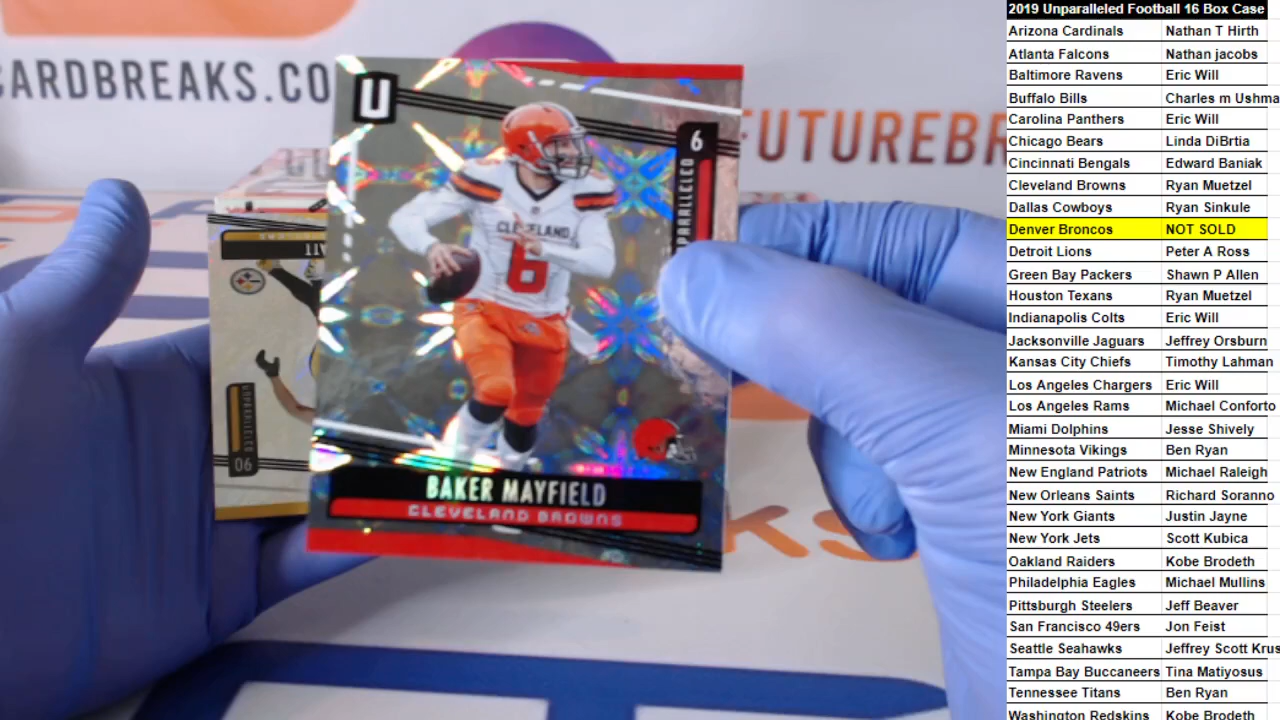 CARDBREAKS.CO
FUTUREBR
U
6
PARALLELED
CLEVELAND
6
BAKER MAYFIELD
CLEVELAND BROWNS
ATT
UNPARALLELED
90
KS
2019 Unparalleled Football 16 Box Case
Arizona Cardinals Nathan T Hirth
Atlanta Falcons Nathan jacobs
Baltimore Ravens Eric Will
Buffalo Bills Charles m Ushma
Carolina Panthers Eric Will
Chicago Bears Linda DiBrtia
Cincinnati Bengals Edward Baniak
Cleveland Browns Ryan Muetzel
Dallas Cowboys Ryan Sinkule
Denver Broncos NOT SOLD
Detroit Lions Peter A Ross
Green Bay Packers Shawn P Allen
Houston Texans Ryan Muetzel
Indianapolis Colts Eric Will
Jacksonville Jaguars Jeffrey Orsburn
Kansas City Chiefs Timothy Lahman
Los Angeles Chargers Eric Will
Los Angeles Rams Michael Conforto
Miami Dolphins Jesse Shively
Minnesota Vikings Ben Ryan
New England Patriots Michael Raleigh
New Orleans Saints Richard Soranno
New York Giants Justin Jayne
New York Jets Scott Kubica
Oakland Raiders Kobe Brodeth
Philadelphia Eagles Michael Mullins
Pittsburgh Steelers Jeff Beaver
San Francisco 49ers Jon Feist
Seattle Seahawks Jeffrey Scott Krus
Tampa Bay Buccaneers Tina Matiyosus
Tennessee Titans Ben Ryan
Washington Redskins Kobe Brodeth